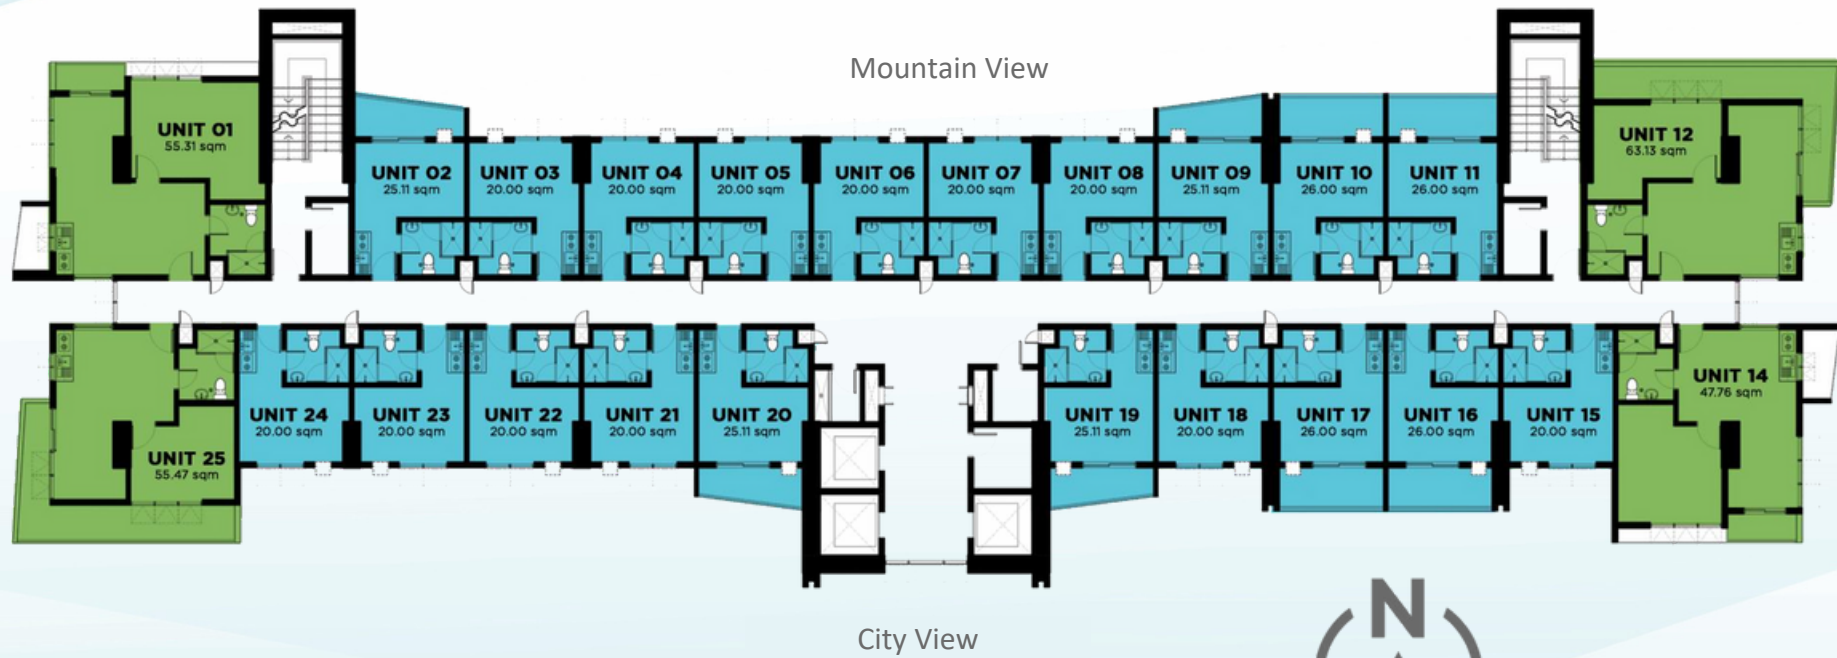 Mountain View
UNIT 01
55.31 sqm
UNIT 02
25.11 sqm
UNIT 03
20.00 sqm
UNIT 04
20.00 sqm
UNIT 05
20.00 sqm
UNIT 06
20.00 sqm
UNIT 07
20.00 sqm
UNIT 08
20.00 sqm
UNIT 09
25.11 sqm
UNIT 10
26.00 sqm
UNIT 11
26.00 sqm
UNIT 12
63.13 sqm
UNIT 25
55.47 sqm
UNIT 24
20.00 sqm
UNIT 23
20.00 sqm
UNIT 22
20.00 sqm
UNIT 21
20.00 sqm
UNIT 20
25.11 sqm
UNIT 19
25.11 sqm
UNIT 18
20.00 sqm
UNIT 17
26.00 sqm
UNIT 16
26.00 sqm
UNIT 15
20.00 sqm
UNIT 14
47.76 sqm
N
City View